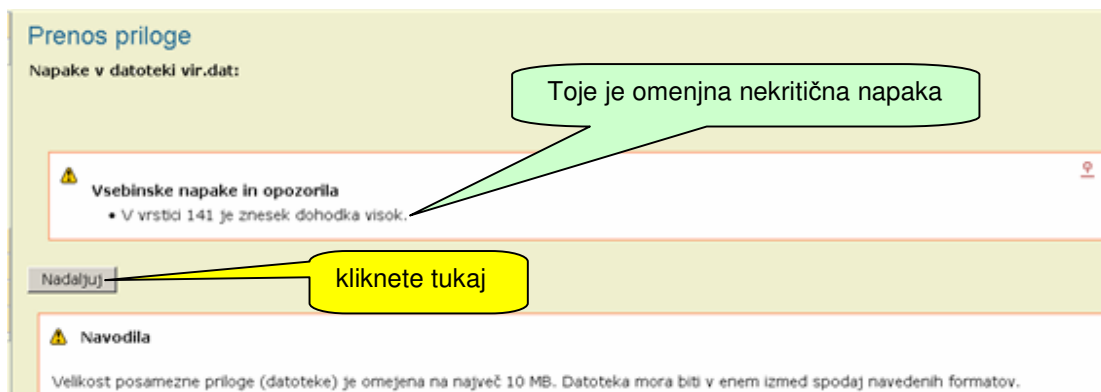 Prenos priloge
Napake v datoteki vir.dat:
Toje je omenjna nekritična napaka
Vsebinske napake in opozorila
• V vrstici 141 je znesek dohodka visok.
Nadaljuj
kliknete tukaj
Navodila
Velikost posamezne priloge (datoteke) je omejena na največ 10 MB. Datoteka mora biti v enem izmed spodaj navedenih formatov.